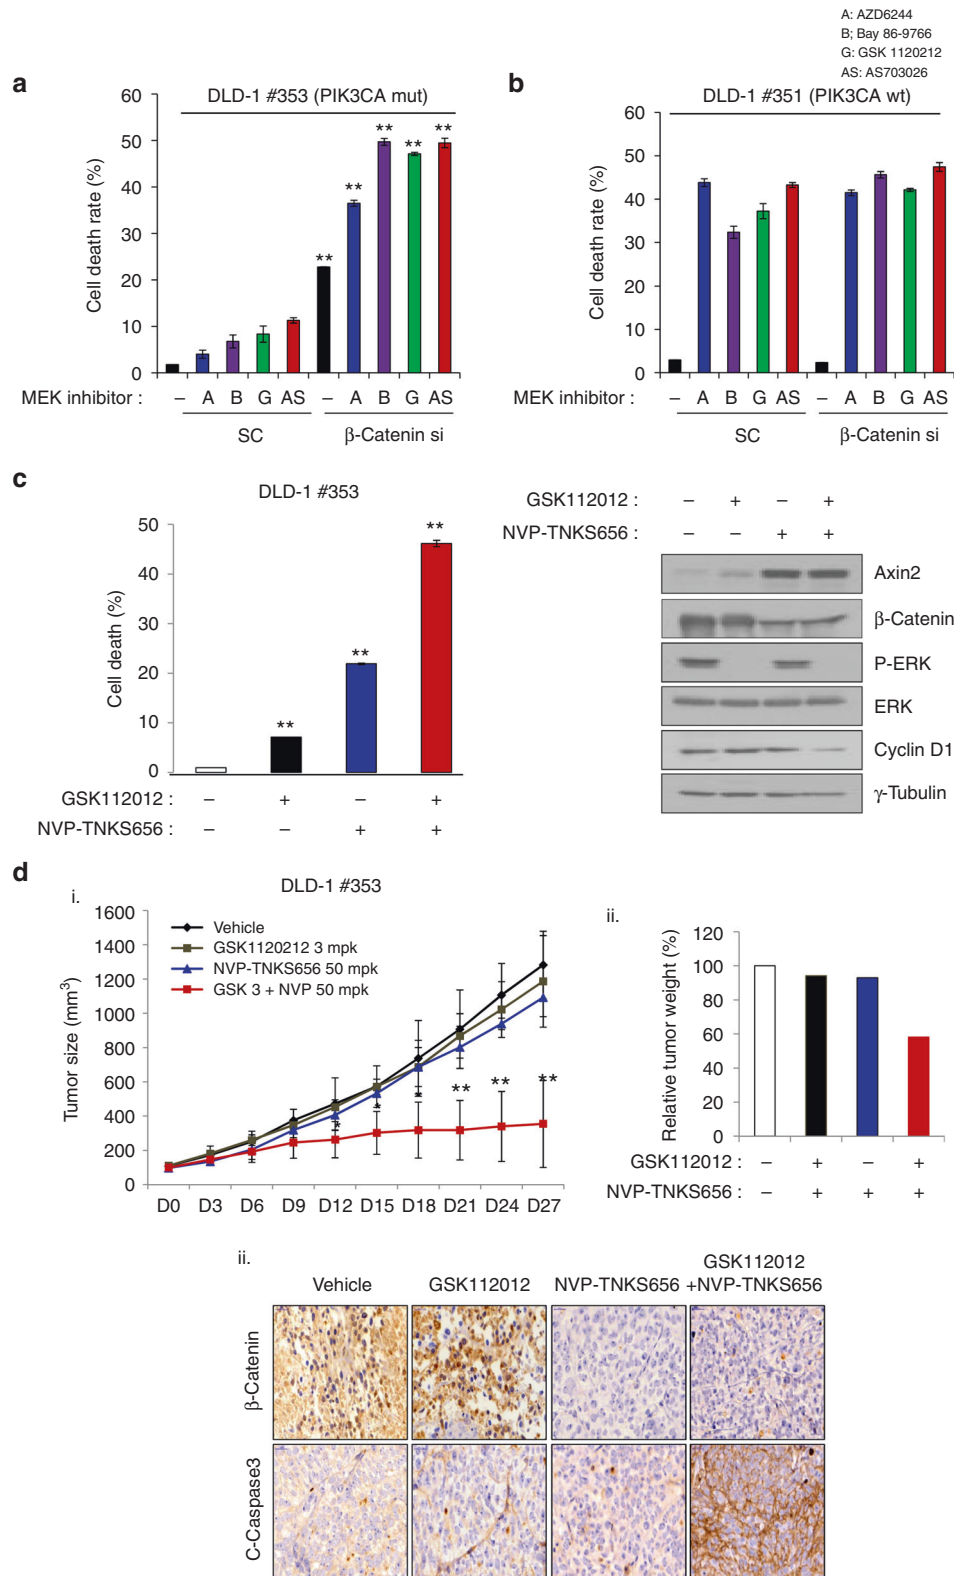 A: AZD6244
B; Bay 86-9766
G: GSK 1120212
AS: AS703026
a
DLD-1 #353 (PIK3CA mut)
Cell death rate (%)
60
50
40
30
20
10
0
** ** ** ** **
MEK inhibitor : – A B G AS – A B G AS
SC β-Catenin si
b
DLD-1 #351 (PIK3CA wt)
Cell death rate (%)
60
50
40
30
20
10
0
– A B G AS – A B G AS
SC β-Catenin si
c
DLD-1 #353
Cell death (%)
50
40
30
20
10
0
** ** **
GSK112012 : – + – +
NVP-TNKS656 : – – + +
GSK112012 : – + – +
NVP-TNKS656 : – – + +
Axin2
β-Catenin
P-ERK
ERK
Cyclin D1
γ-Tubulin
d
i.
DLD-1 #353
Tumor size (mm3)
1600
1400
1200
1000
800
600
400
200
0
Vehicle
GSK1120212 3 mpk
NVP-TNKS656 50 mpk
GSK 3 + NVP 50 mpk
* * * ** ** **
D0 D3 D6 D9 D12 D15 D18 D21 D24 D27
ii.
Relative tumor weight (%)
120
100
80
60
40
20
0
GSK112012 : – + – +
NVP-TNKS656 : – + + +
ii.
Vehicle GSK112012 NVP-TNKS656 GSK112012
+NVP-TNKS656
β-Catenin
C-Caspase3